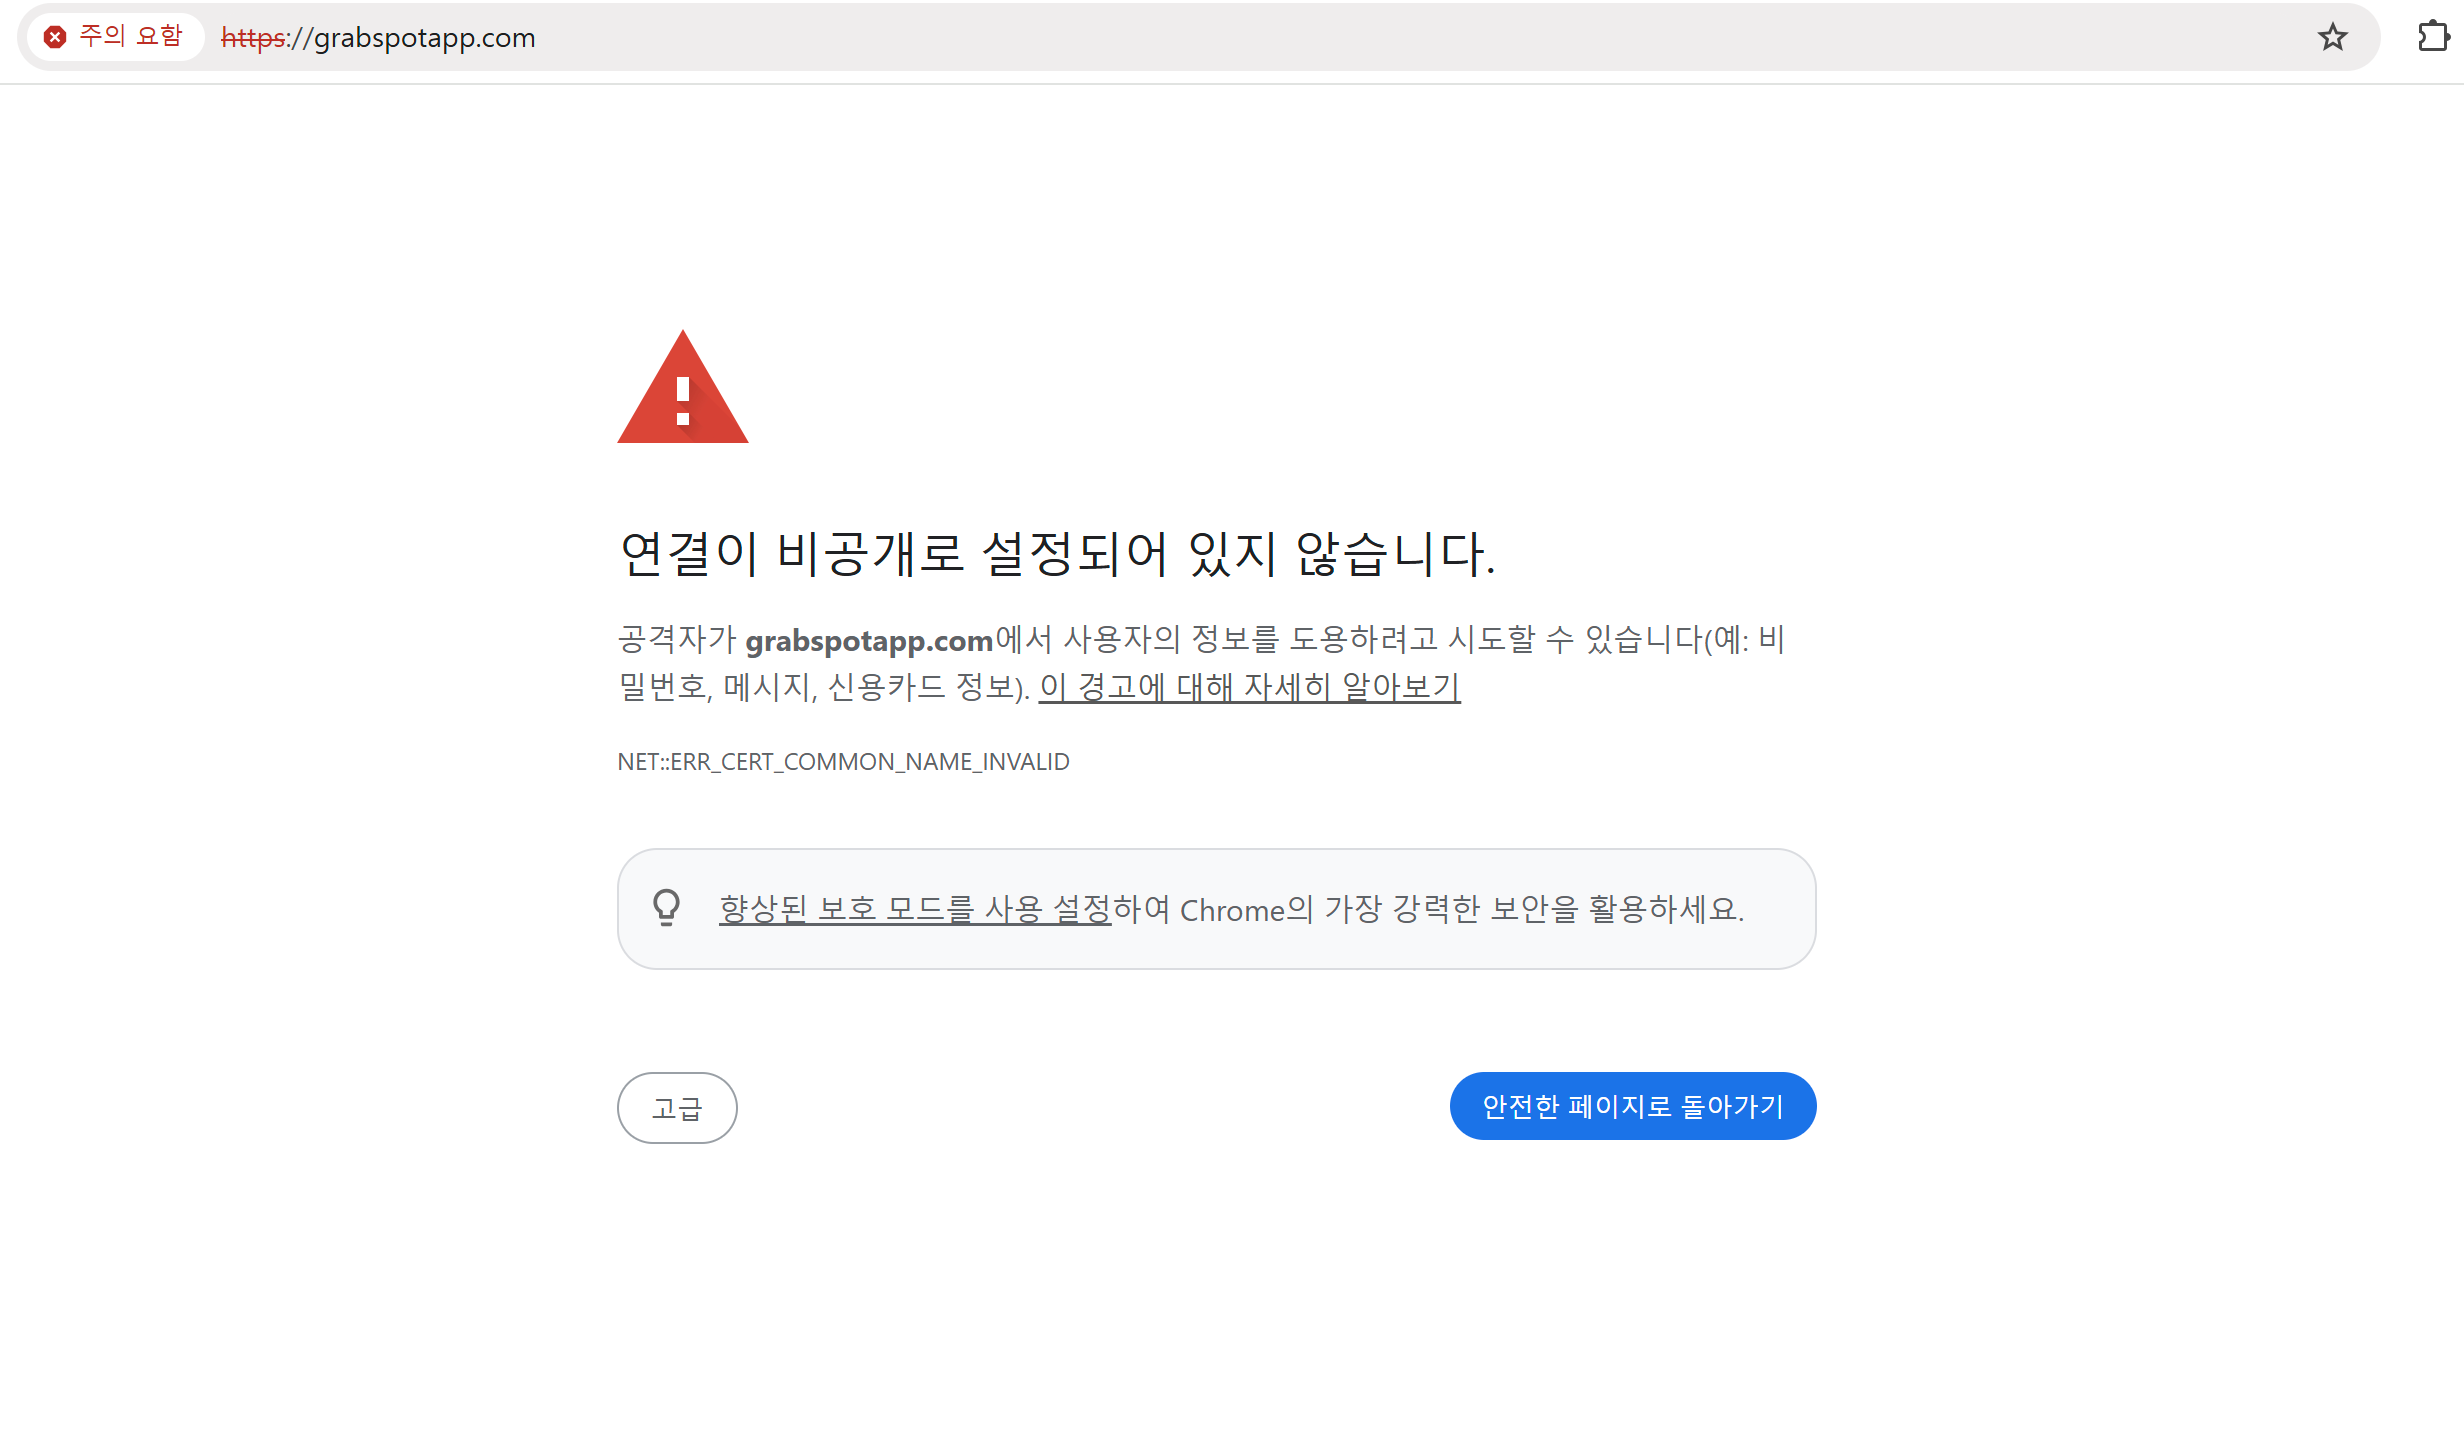 주의 요함 https://grabspotapp.com
연결이 비공개로 설정되어 있지 않습니다.
공격자가 grabspotapp.com에서 사용자의 정보를 도용하려고 시도할 수 있습니다(예: 비
밀번호, 메시지, 신용카드 정보). 이 경고에 대해 자세히 알아보기
NET::ERR_CERT_COMMON_NAME_INVALID
향상된 보호 모드를 사용 설정하여 Chrome의 가장 강력한 보안을 활용하세요.
고급 안전한 페이지로 돌아가기